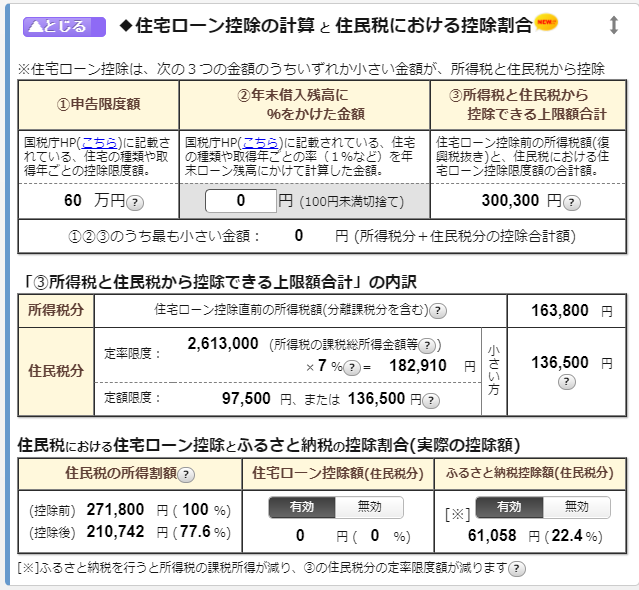 ▲とじる ◆住宅ローン控除の計算と住民税における控除割合 NEW!
※住宅ローン控除は、次の３つの金額のうちいずれか小さい金額が、所得税と住民税から控除
①申告限度額
②年末借入残高に
%をかけた金額
③所得税と住民税から
控除できる上限額合計
国税庁HP(こちら)に記載さ
れている、住宅の種類や取
得年ごとの控除限度額。
国税庁HP(こちら)に記載されている、住宅
の種類や取得年ごとの率（１%など）を年
末ローン残高にかけて計算した金額。
住宅ローン控除前の所得税額(復
興税抜き)と、住民税における住
宅ローン控除限度額の合計額。
60 万円?
0 円 (100円未満切捨て)
300,300 円?
①②③のうち最も小さい金額： 0 円 (所得税分＋住民税分の控除合計額)
「③所得税と住民税から控除できる上限額合計」の内訳
所得税分 住宅ローン控除直前の所得税額(分離課税分を含む)? 163,800 円
住民税分
定率限度： 2,613,000 (所得税の課税総所得金額等?)
×７%?＝ 182,910 円
定額限度： 97,500 円、または 136,500 円?
小さい方
136,500 円
?
住民税における住宅ローン控除とふるさと納税の控除割合(実際の控除額)
住民税の所得割額? 住宅ローン控除額(住民税分) ふるさと納税控除額(住民税分)
(控除前) 271,800 円 ( 100 %)
(控除後) 210,742 円 ( 77.6 %)
有効 無効
0 円 ( 0 %)
[※] 有効 無効
61,058 円 ( 22.4 %)
[※]ふるさと納税を行うと所得税の課税所得が減り、③の住民税分の定率限度額が減ります?